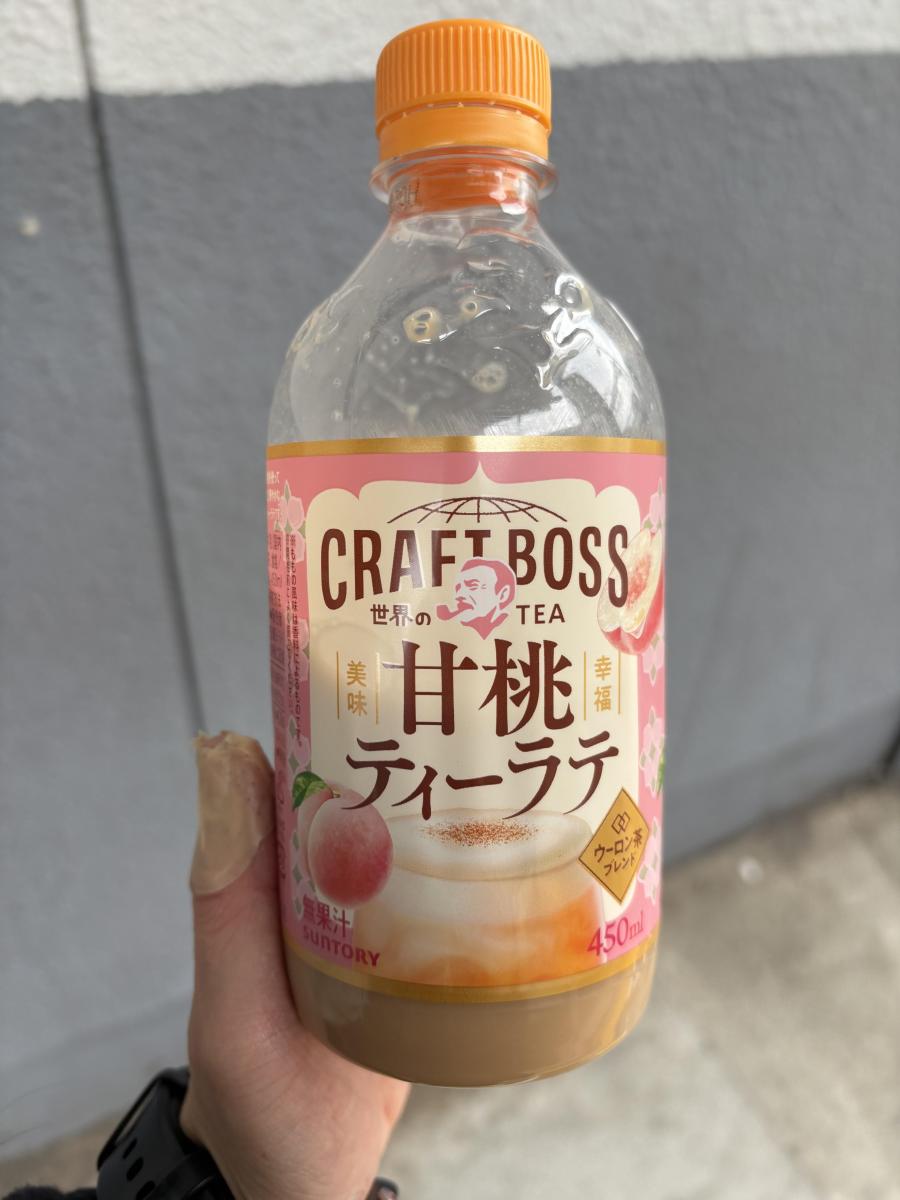 CRAFT BOSS
世界の TEA
美味
甘桃
幸福
ティーラテ
ウーロン茶
ブレンド
無果汁
SUNTORY
450ml